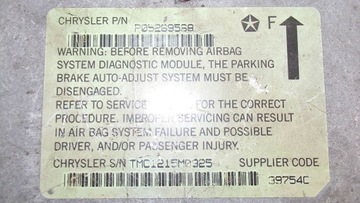 CHRYSLER P/N
P05269568
F
WARNING: BEFORE REMOVING AIRBAG
SYSTEM DIAGNOSTIC MODULE, THE PARKING
BRAKE AUTO-ADJUST SYSTEM MUST BE
DISENGAGED.
REFER TO SERVICE FOR THE CORRECT
PROCEDURE. IMPROPER SERVICING CAN RESULT
IN AIR BAG SYSTEM FAILURE AND POSSIBLE
DRIVER, AND/OR PASSENGER INJURY.
CHRYSLER S/N TMC1215M0325 SUPPLIER CODE
39754C